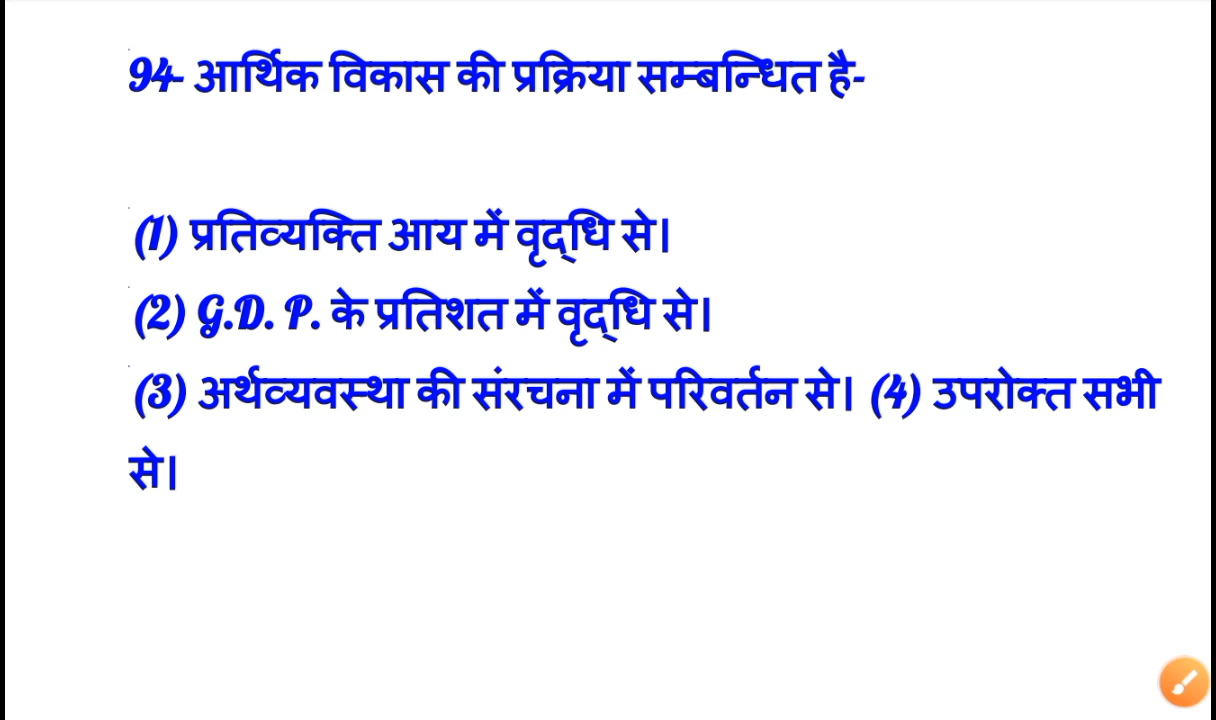 94- आर्थिक विकास की प्रक्रिया सम्बन्धित है-
(1) प्रतिव्यक्ति आय में वृद्धि से।
(2) G.D. P. के प्रतिशत में वृद्धि से।
(3) अर्थव्यवस्था की संरचना में परिवर्तन से। (4) उपरोक्त सभी
से।